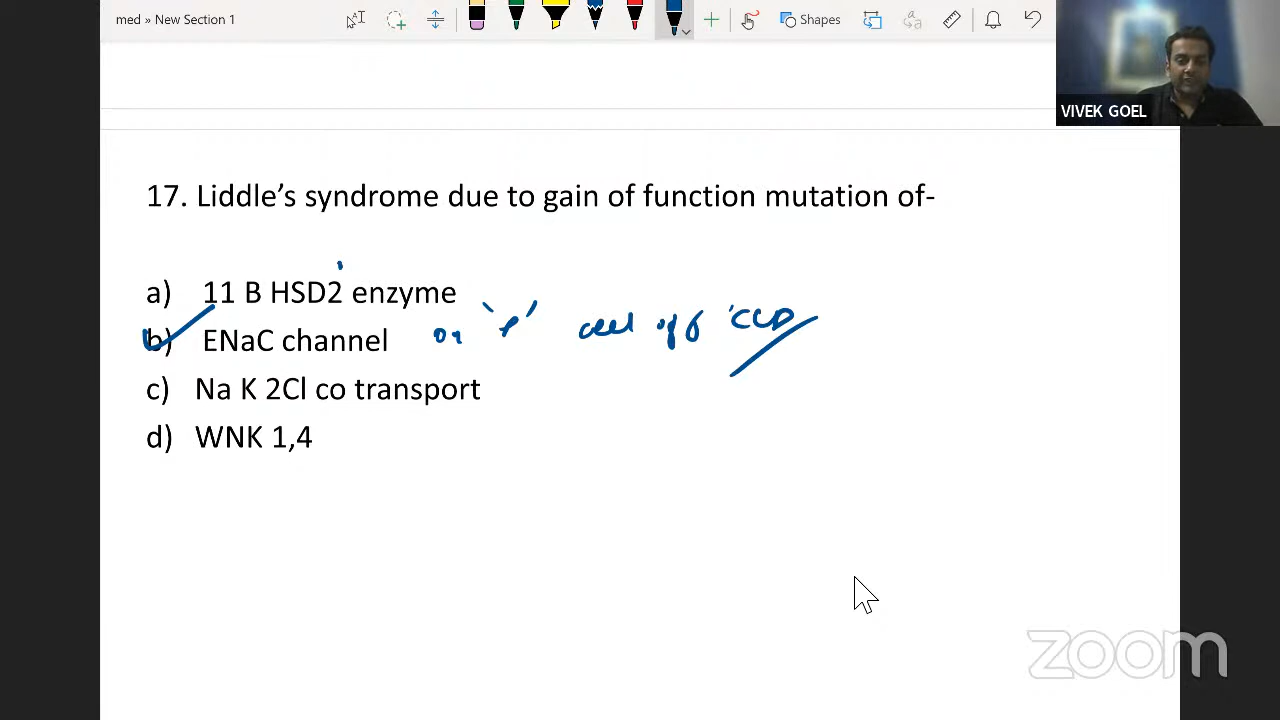 med » New Section 1
Shapes
VIVEK GOEL
17. Liddle's syndrome due to gain of function mutation of-
a) 11 B HSD2 enzyme
b) ENaC channel on 'P' cell of CCD
c) Na K 2Cl co transport
d) WNK 1,4
zoom